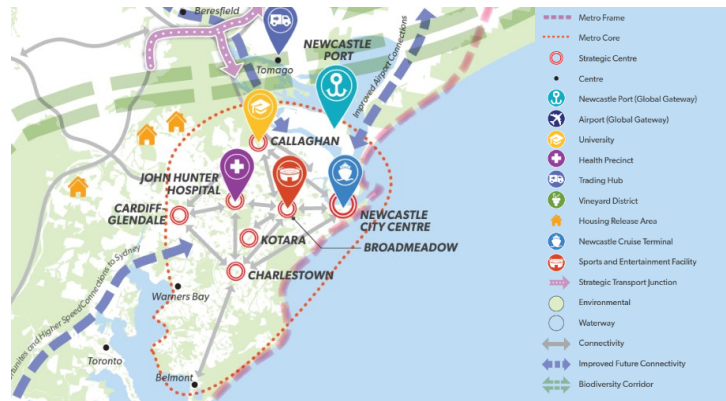 Beresfield
NEWCASTLE
PORT
Tomago
Improved Airport Connections
CALLAGHAN
JOHN HUNTER
HOSPITAL
CARDIFF-
GLENDALE
NEWCASTLE
CITY CENTRE
KOTARA
BROADMEADOW
CHARLESTOWN
Speed Connections to Sydney
Warners Bay
Toronto
Belmont
Metro Frame
Metro Core
Strategic Centre
Centre
Newcastle Port (Global Gateway)
Airport (Global Gateway)
University
Health Precinct
Trading Hub
Vineyard District
Housing Release Area
Newcastle Cruise Terminal
Sports and Entertainment Facility
Strategic Transport Junction
Environmental
Waterway
Connectivity
Improved Future Connectivity
Biodiversity Corridor